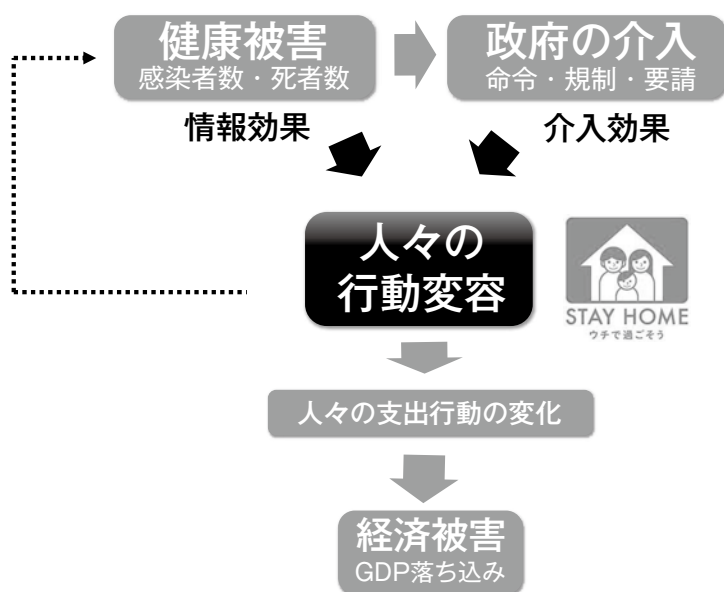 健康被害
感染者数・死者数
政府の介入
命令・規制・要請
情報効果
介入効果
人々の
行動変容
STAY HOME
ウチで過ごそう
人々の支出行動の変化
経済被害
GDP落ち込み